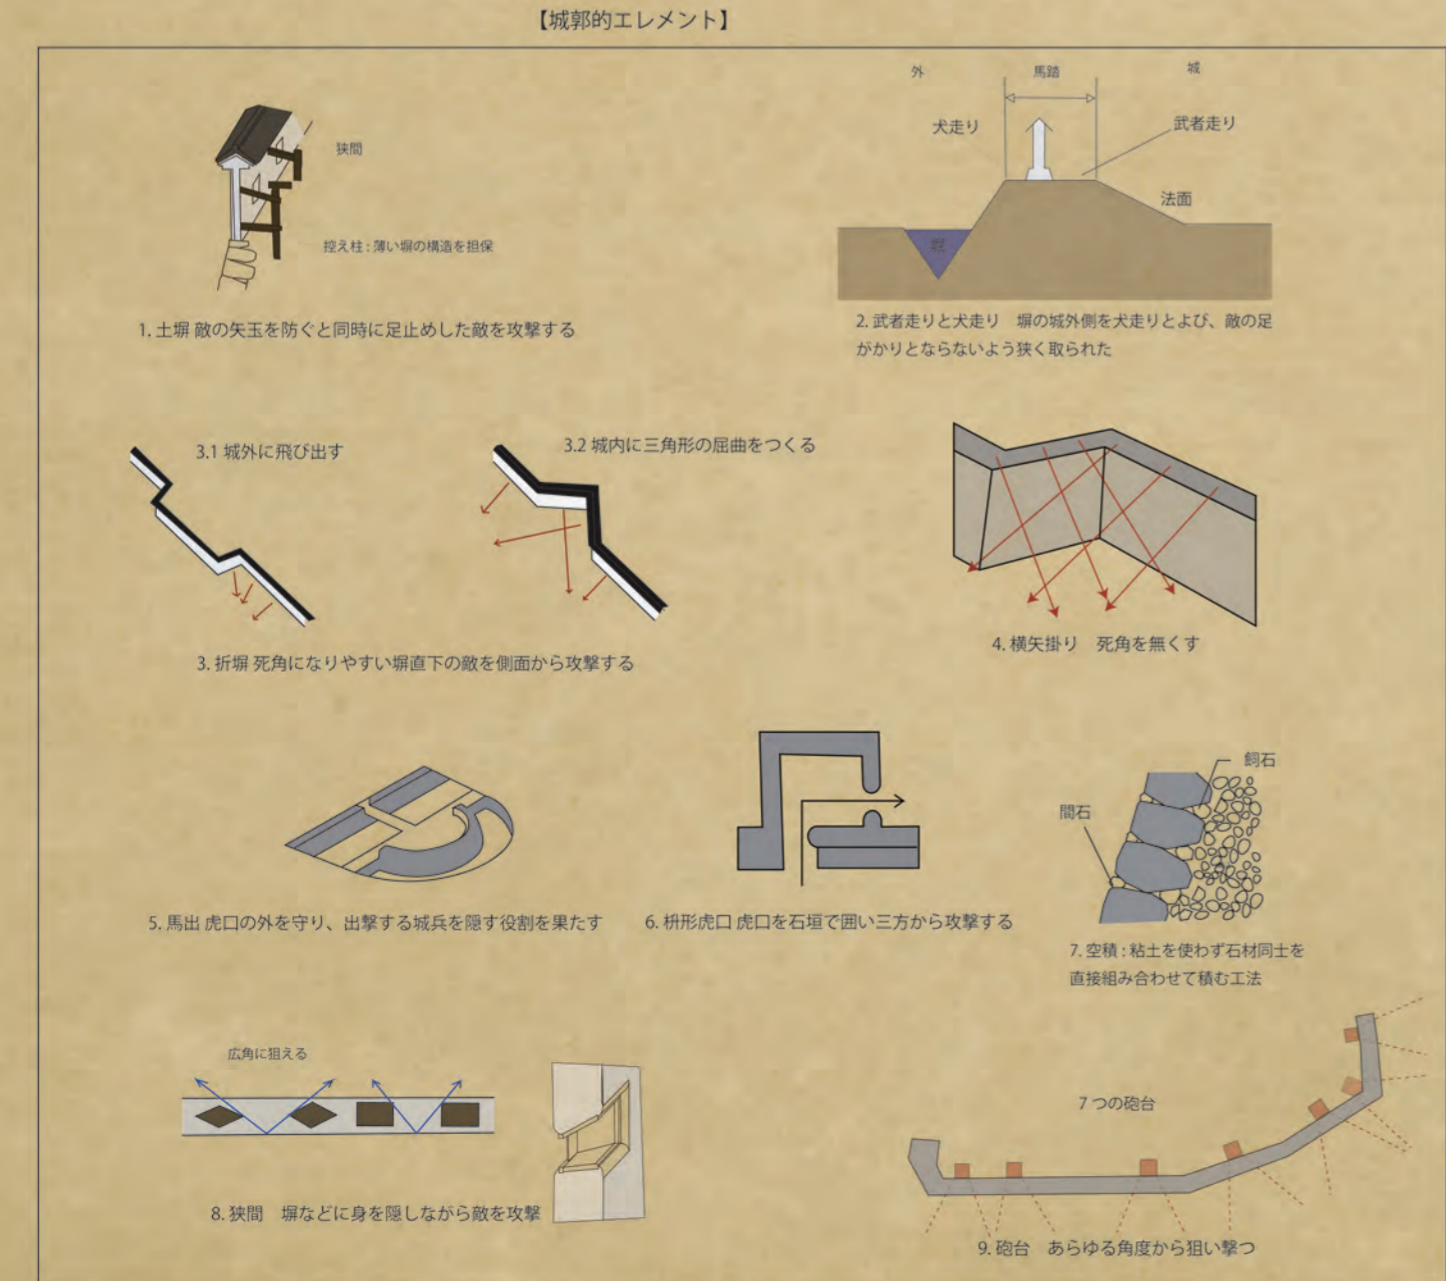 【城郭的エレメント】
狭間
控え柱 : 薄い塀の構造を担保
1. 土塀 敵の矢玉を防ぐと同時に足止めした敵を攻撃する
外
馬踏
城
犬走り
武者走り
法面
堀
2. 武者走りと犬走り　塀の城外側を犬走りとよび、敵の足
がかりとならないよう狭く取られた
3.1 城外に飛び出す
3.2 城内に三角形の屈曲をつくる
3. 折塀 死角になりやすい塀直下の敵を側面から攻撃する
4. 横矢掛り　死角を無くす
5. 馬出 虎口の外を守り、出撃する城兵を隠す役割を果たす
6. 枡形虎口 虎口を石垣で囲い三方から攻撃する
飼石
間石
7. 空積 : 粘土を使わず石材同士を
直接組み合わせて積む工法
広角に狙える
8. 狭間　塀などに身を隠しながら敵を攻撃
7 つの砲台
9. 砲台　あらゆる角度から狙い撃つ